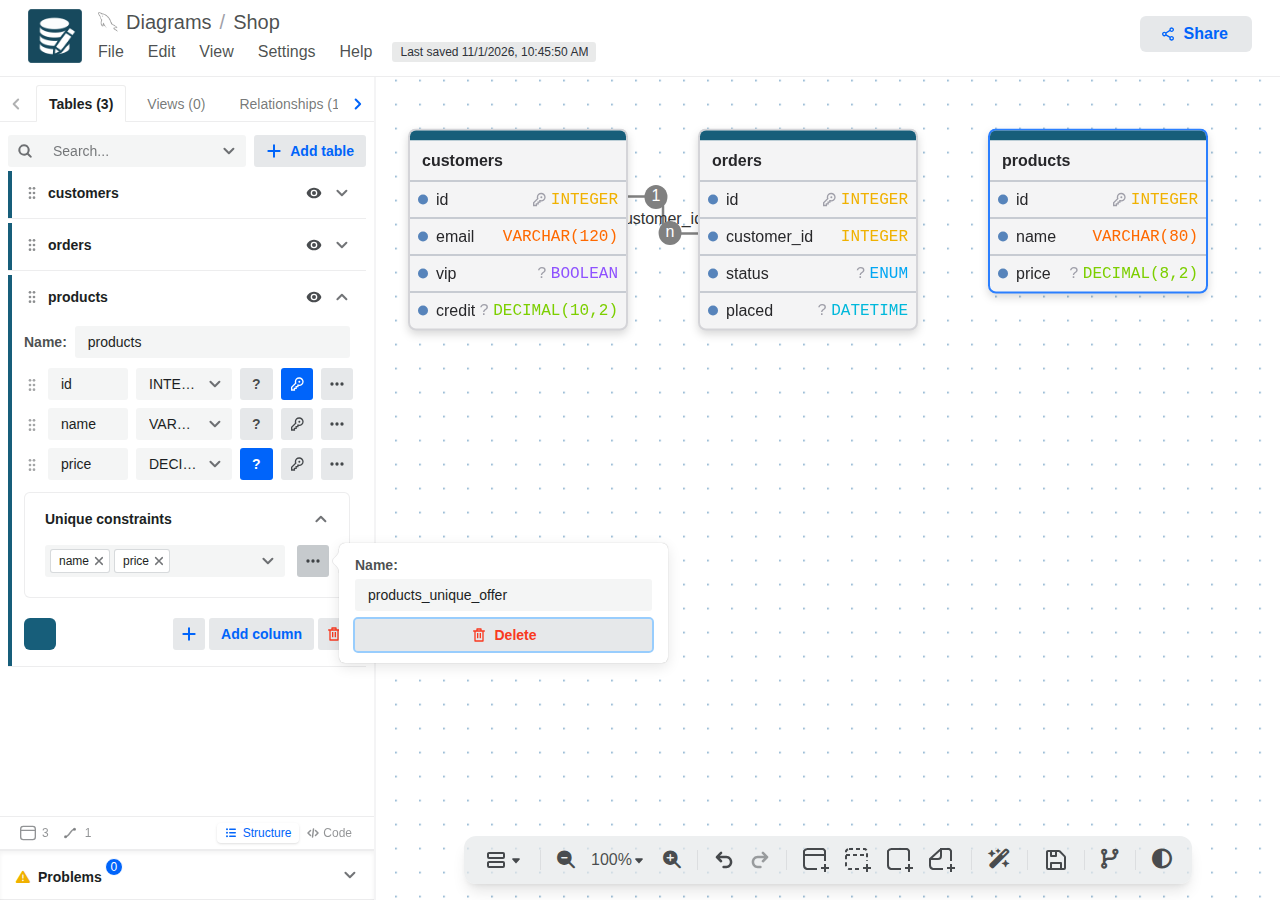 Diagrams / Shop
File Edit View Settings Help Last saved 11/1/2026, 10:45:50 AM
Share
Tables (3) Views (0) Relationships (1
Search... Add table
customers
orders
products
Name: products
id INTE… ?
name VAR… ?
price DECI… ?
Unique constraints
name price
Name:
products_unique_offer
Delete
Add column
3 1 Structure Code
Problems 0
customers
id INTEGER
email VARCHAR(120)
vip ? BOOLEAN
credit ? DECIMAL(10,2)
1
ustomer_id
n
orders
id INTEGER
customer_id INTEGER
status ? ENUM
placed ? DATETIME
products
id INTEGER
name VARCHAR(80)
price ? DECIMAL(8,2)
100%